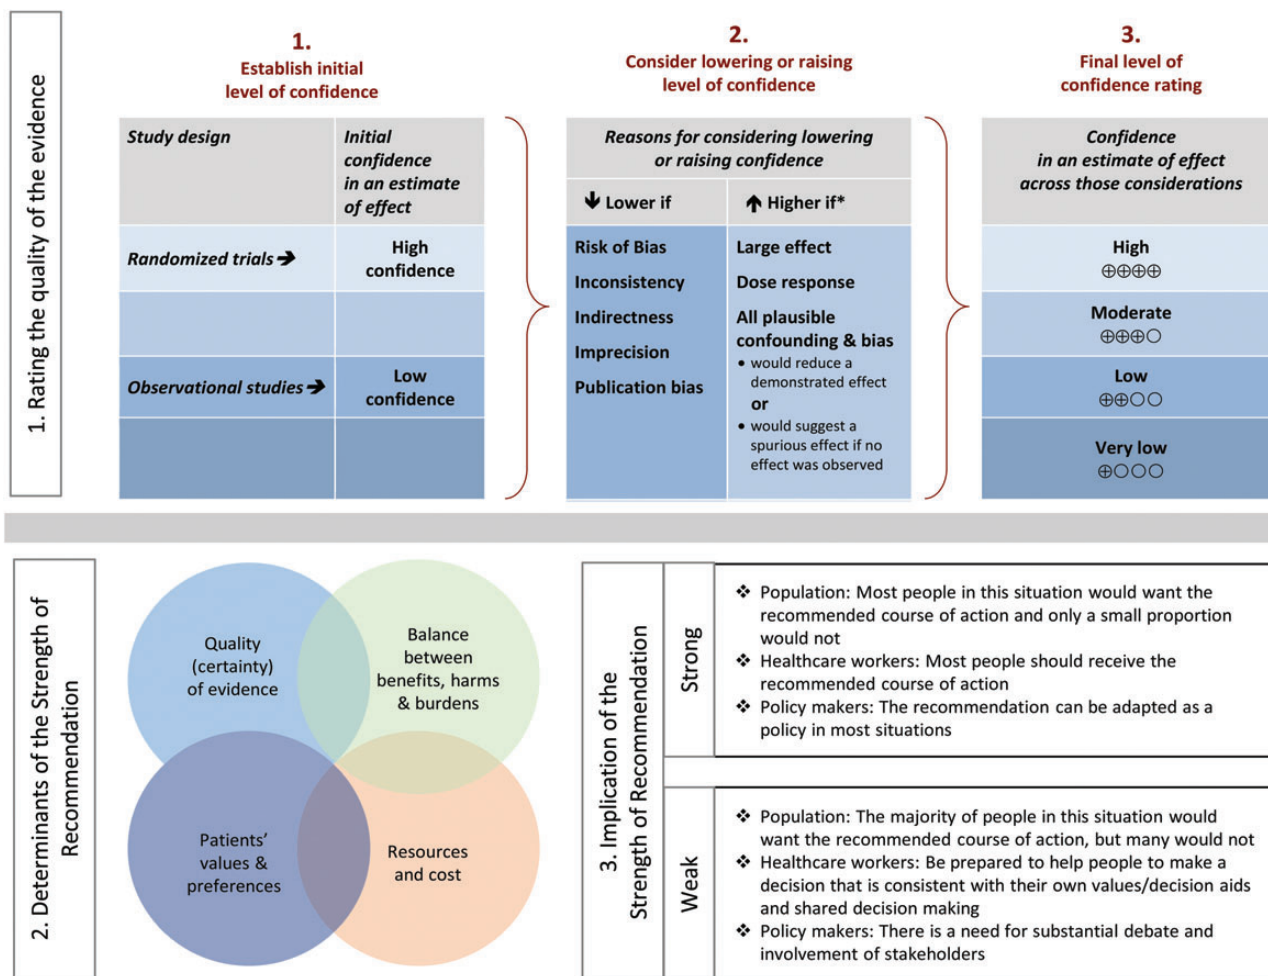 1. Rating the quality of the evidence
1.
Establish initial
level of confidence
2.
Consider lowering or raising
level of confidence
3.
Final level of
confidence rating
Study design
Initial
confidence
in an estimate
of effect
Randomized trials ➔
High
confidence
Observational studies ➔
Low
confidence
Reasons for considering lowering
or raising confidence
🡇 Lower if
🡅 Higher if*
Risk of Bias
Inconsistency
Indirectness
Imprecision
Publication bias
Large effect
Dose response
All plausible
confounding & bias
• would reduce a
demonstrated effect
or
• would suggest a
spurious effect if no
effect was observed
Confidence
in an estimate of effect
across those considerations
High
⊕⊕⊕⊕
Moderate
⊕⊕⊕○
Low
⊕⊕○○
Very low
⊕○○○
2. Determinants of the Strength of
Recommendation
Quality
(certainty)
of evidence
Balance
between
benefits, harms
& burdens
Patients’
values &
preferences
Resources
and cost
3. Implication of the
Strength of Recommendation
Strong
❖ Population: Most people in this situation would want the
recommended course of action and only a small proportion
would not
❖ Healthcare workers: Most people should receive the
recommended course of action
❖ Policy makers: The recommendation can be adapted as a
policy in most situations
Weak
❖ Population: The majority of people in this situation would
want the recommended course of action, but many would not
❖ Healthcare workers: Be prepared to help people to make a
decision that is consistent with their own values/decision aids
and shared decision making
❖ Policy makers: There is a need for substantial debate and
involvement of stakeholders